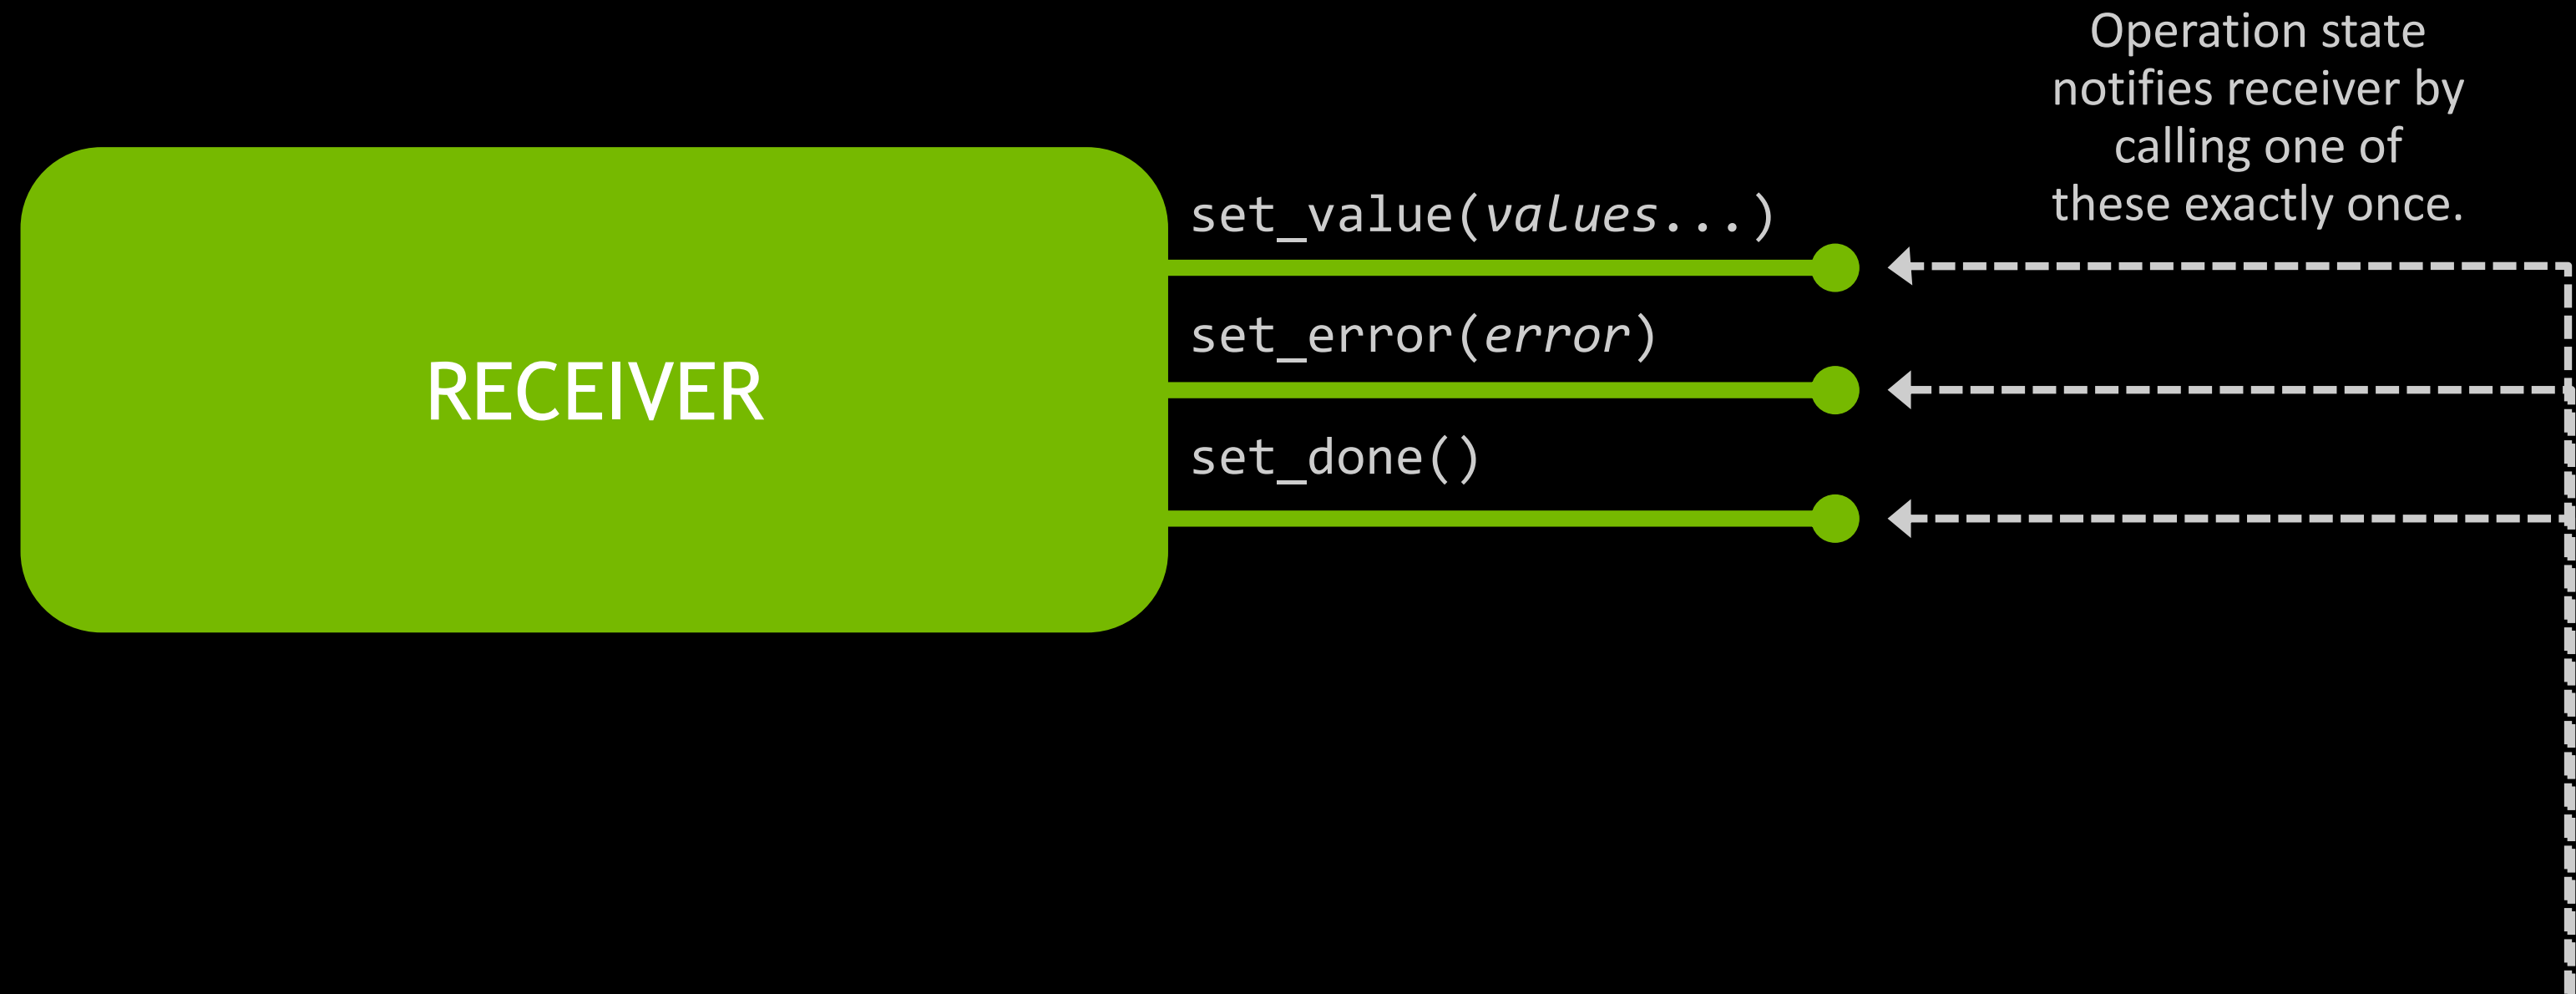 Operation state
notifies receiver by
calling one of
these exactly once.
set_value(values...)
set_error(error)
RECEIVER
set_done()